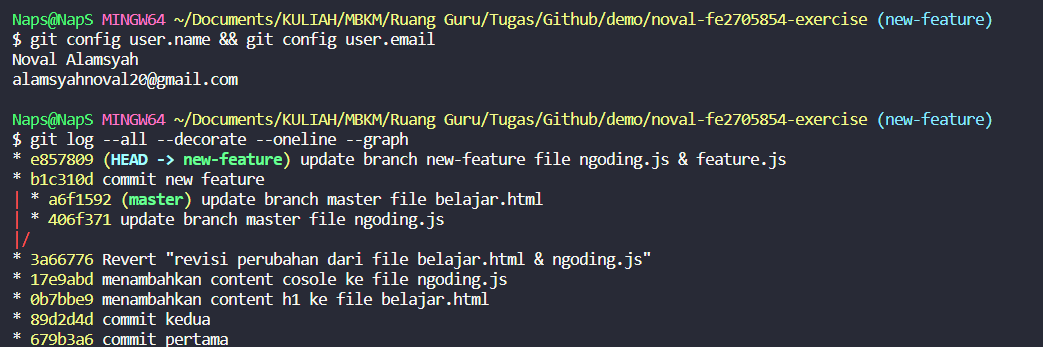 Naps@NapS MINGW64 ~/Documents/KULIAH/MBKM/Ruang Guru/Tugas/Github/demo/noval-fe2705854-exercise (new-feature)
$ git config user.name && git config user.email
Noval Alamsyah
alamsyahnoval20@gmail.com
Naps@NapS MINGW64 ~/Documents/KULIAH/MBKM/Ruang Guru/Tugas/Github/demo/noval-fe2705854-exercise (new-feature)
$ git log --all --decorate --oneline --graph
* e857809 (HEAD -> new-feature) update branch new-feature file ngoding.js & feature.js
* b1c310d commit new feature
| * a6f1592 (master) update branch master file belajar.html
| * 406f371 update branch master file ngoding.js
|/
* 3a66776 Revert "revisi perubahan dari file belajar.html & ngoding.js"
* 17e9abd menambahkan content cosole ke file ngoding.js
* 0b7bbe9 menambahkan content h1 ke file belajar.html
* 89d2d4d commit kedua
* 679b3a6 commit pertama